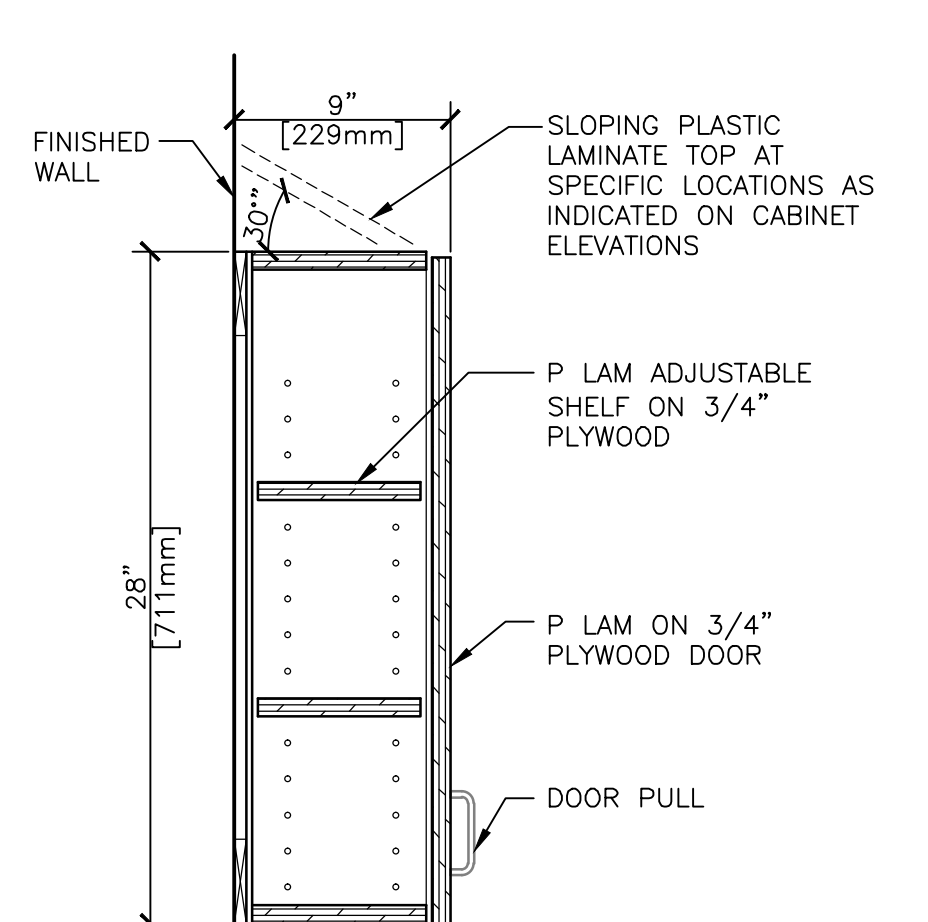 9”
[229mm]
FINISHED
WALL
SLOPING PLASTIC
LAMINATE TOP AT
SPECIFIC LOCATIONS AS
INDICATED ON CABINET
ELEVATIONS
30°”
P LAM ADJUSTABLE
SHELF ON 3/4”
PLYWOOD
28”
[711mm]
P LAM ON 3/4”
PLYWOOD DOOR
DOOR PULL